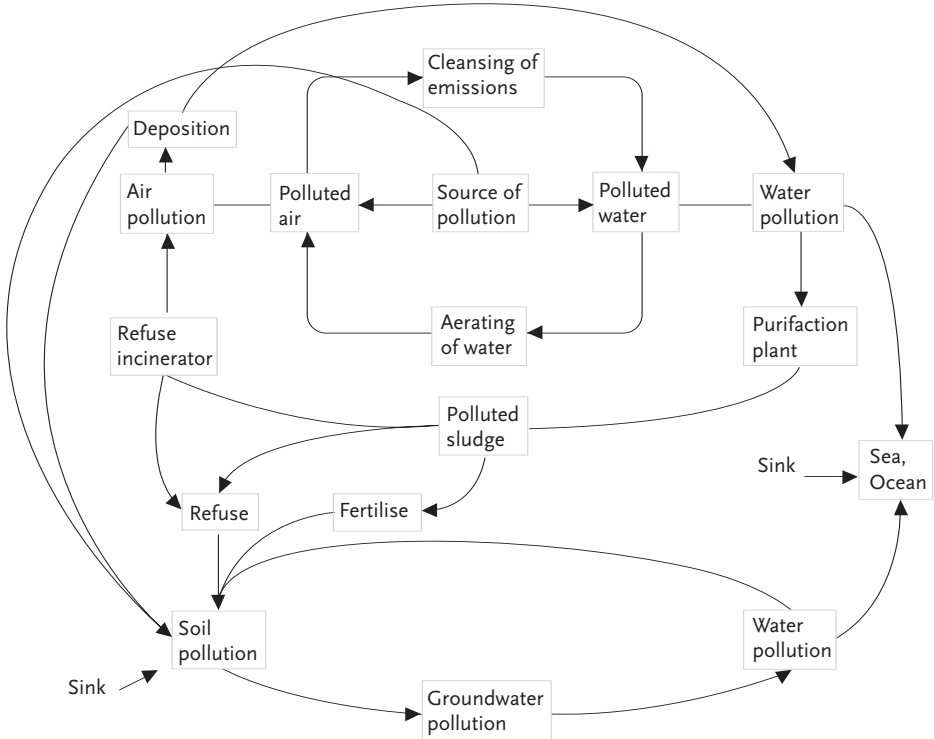 Cleansing of
emissions
Deposition
Air
pollution
Polluted
air
Source of
pollution
Polluted
water
Water
pollution
Refuse
incinerator
Aerating
of water
Purifaction
plant
Polluted
sludge
Sink
Sea,
Ocean
Refuse
Fertilise
Soil
pollution
Water
pollution
Sink
Groundwater
pollution